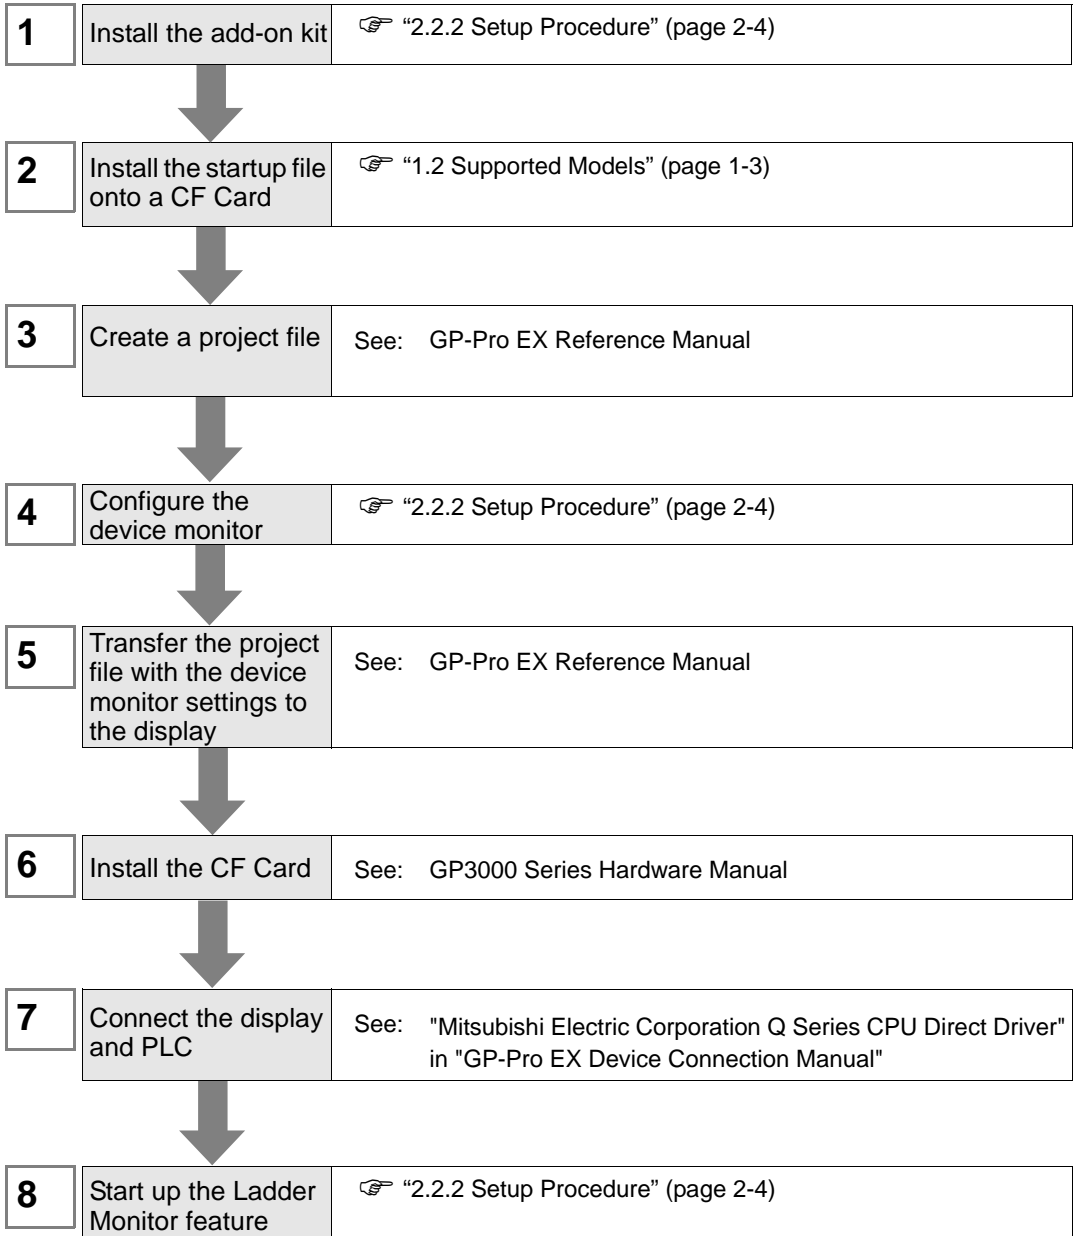 1
Install the add-on kit
☞ “2.2.2 Setup Procedure” (page 2-4)
2
Install the startup file
onto a CF Card
☞ “1.2 Supported Models” (page 1-3)
3
Create a project file
See: GP-Pro EX Reference Manual
4
Configure the
device monitor
☞ “2.2.2 Setup Procedure” (page 2-4)
5
Transfer the project
file with the device
monitor settings to
the display
See: GP-Pro EX Reference Manual
6
Install the CF Card
See: GP3000 Series Hardware Manual
7
Connect the display
and PLC
See: "Mitsubishi Electric Corporation Q Series CPU Direct Driver"
in "GP-Pro EX Device Connection Manual"
8
Start up the Ladder
Monitor feature
☞ “2.2.2 Setup Procedure” (page 2-4)